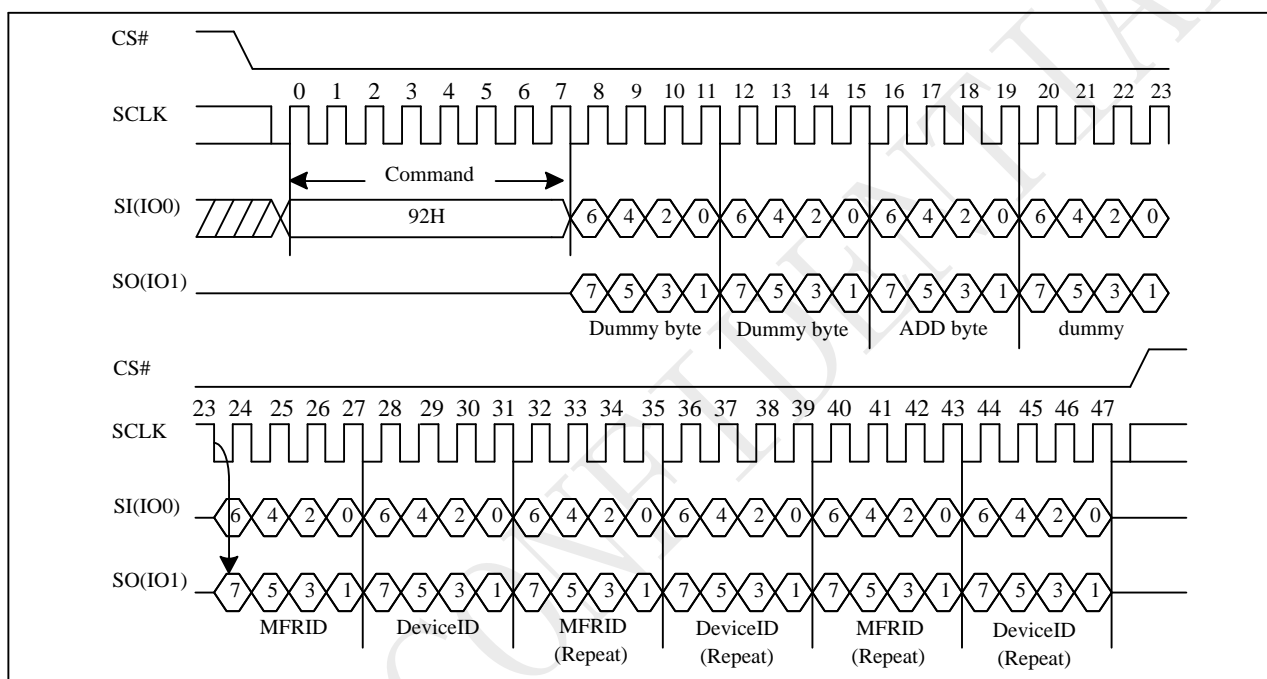 CS#
0 1 2 3 4 5 6 7 8 9 10 11 12 13 14 15 16 17 18 19 20 21 22 23
SCLK
Command
SI(IO0)
92H
6 4 2 0 6 4 2 0 6 4 2 0 6 4 2 0
SO(IO1)
7 5 3 1 7 5 3 1 7 5 3 1 7 5 3 1
Dummy byte Dummy byte ADD byte dummy
CS#
23 24 25 26 27 28 29 30 31 32 33 34 35 36 37 38 39 40 41 42 43 44 45 46 47
SCLK
SI(IO0)
6 4 2 0 6 4 2 0 6 4 2 0 6 4 2 0 6 4 2 0 6 4 2 0
SO(IO1)
7 5 3 1 7 5 3 1 7 5 3 1 7 5 3 1 7 5 3 1 7 5 3 1
MFRID DeviceID MFRID DeviceID MFRID DeviceID
(Repeat) (Repeat) (Repeat) (Repeat)
CONFIDENTIA